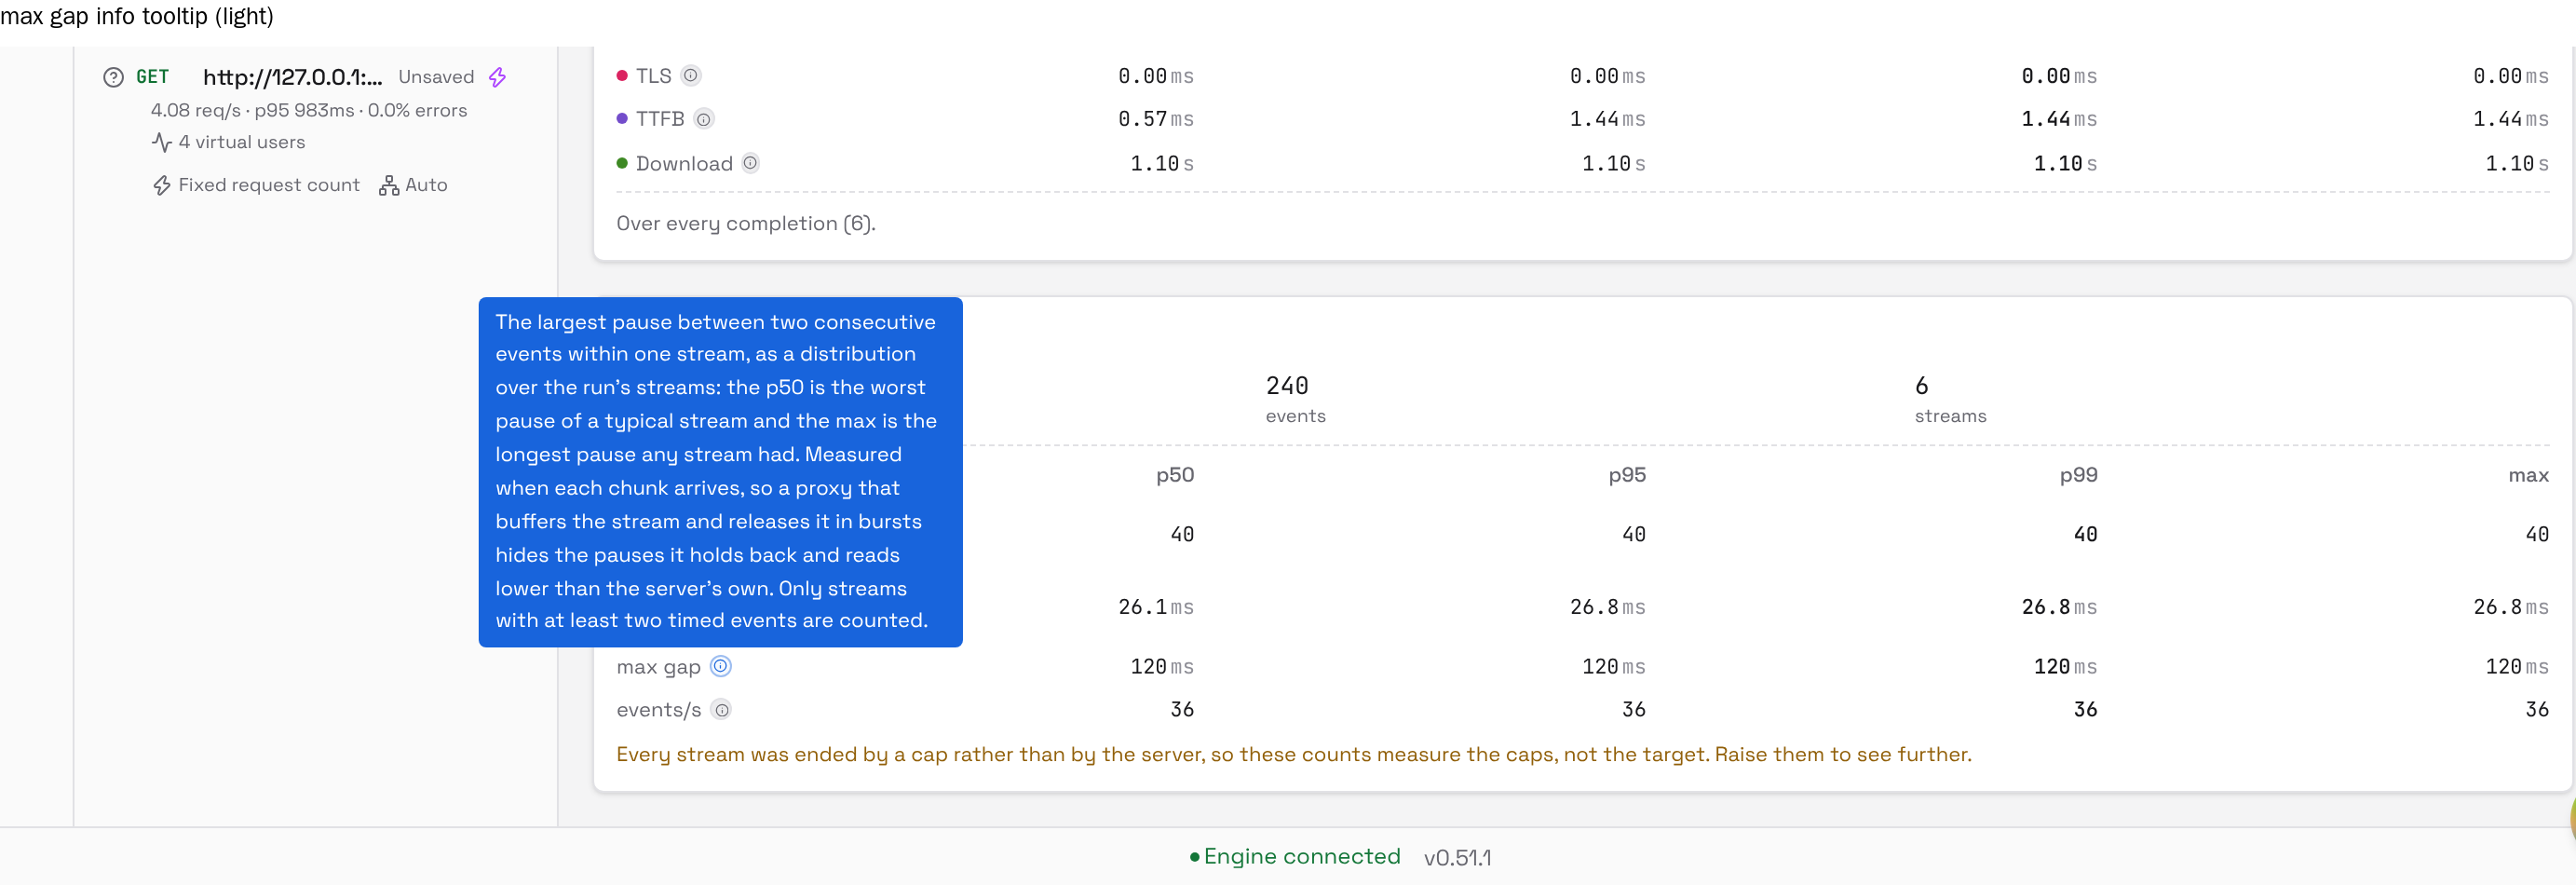 max gap info tooltip (light)
GET http://127.0.0.1:... Unsaved
4.08 req/s · p95 983ms · 0.0% errors
4 virtual users
Fixed request count Auto
TLS 0.00ms 0.00ms 0.00ms 0.00ms
TTFB 0.57ms 1.44ms 1.44ms 1.44ms
Download 1.10s 1.10s 1.10s 1.10s
Over every completion (6).
The largest pause between two consecutive
events within one stream, as a distribution
over the run's streams: the p50 is the worst
pause of a typical stream and the max is the
longest pause any stream had. Measured
when each chunk arrives, so a proxy that
buffers the stream and releases it in bursts
hides the pauses it holds back and reads
lower than the server's own. Only streams
with at least two timed events are counted.
240 6
events streams
p50 p95 p99 max
40 40 40 40
26.1ms 26.8ms 26.8ms 26.8ms
max gap 120ms 120ms 120ms 120ms
events/s 36 36 36 36
Every stream was ended by a cap rather than by the server, so these counts measure the caps, not the target. Raise them to see further.
Engine connected v0.51.1